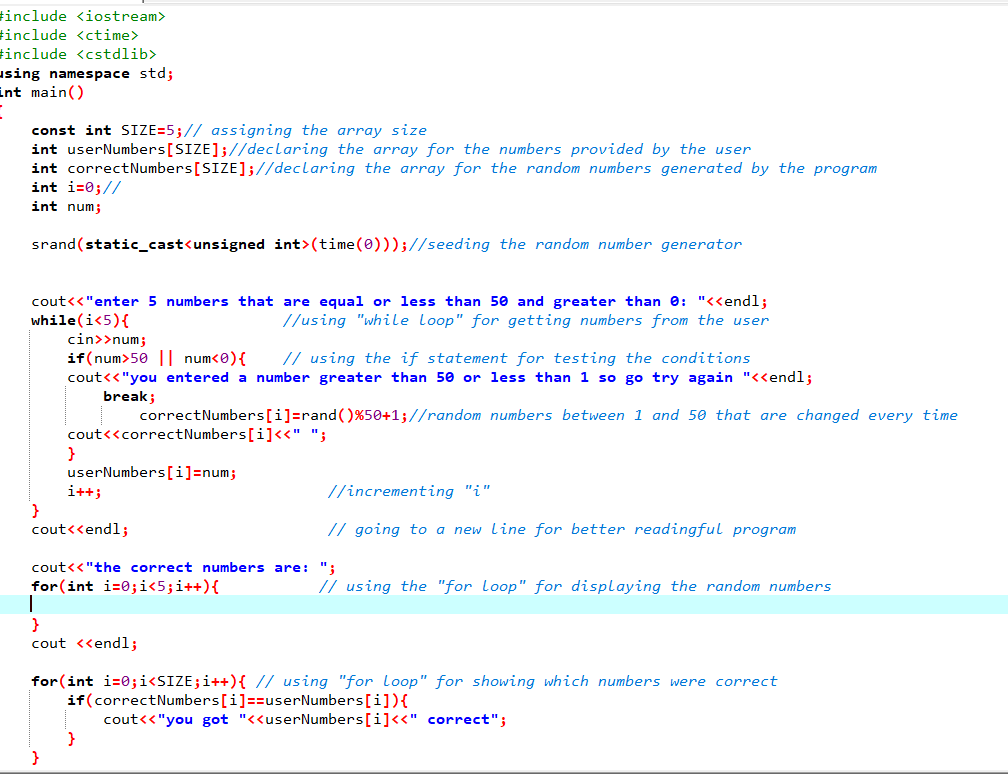 #include <iostream>
#include <ctime>
#include <cstdlib>
using namespace std;
int main()
{
const int SIZE=5;// assigning the array size
int userNumbers[SIZE];//declaring the array for the numbers provided by the user
int correctNumbers[SIZE];//declaring the array for the random numbers generated by the program
int i=0;//
int num;
srand(static_cast<unsigned int>(time(0)));//seeding the random number generator
cout<<"enter 5 numbers that are equal or less than 50 and greater than 0: "<<endl;
while(i<5){ //using "while loop" for getting numbers from the user
cin>>num;
if(num>50 || num<0){ // using the if statement for testing the conditions
cout<<"you entered a number greater than 50 or less than 1 so go try again "<<endl;
break;
correctNumbers[i]=rand()%50+1;//random numbers between 1 and 50 that are changed every time
cout<<correctNumbers[i]<<" ";
}
userNumbers[i]=num;
i++; //incrementing "i"
}
cout<<endl; // going to a new line for better readingful program
cout<<"the correct numbers are: ";
for(int i=0;i<5;i++){ // using the "for loop" for displaying the random numbers
}
cout <<endl;
for(int i=0;i<SIZE;i++){ // using "for loop" for showing which numbers were correct
if(correctNumbers[i]==userNumbers[i]){
cout<<"you got "<<userNumbers[i]<<" correct";
}
}